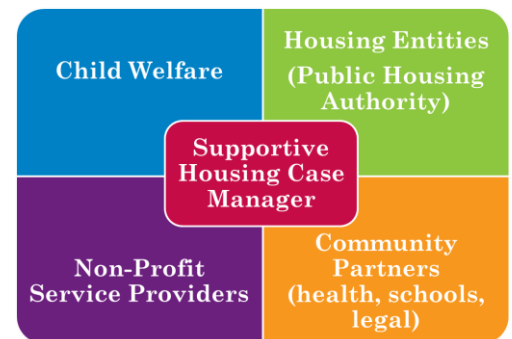 Child Welfare
Housing Entities
(Public Housing
Authority)
Supportive
Housing Case
Manager
Non-Profit
Service Providers
Community
Partners
(health, schools,
legal)